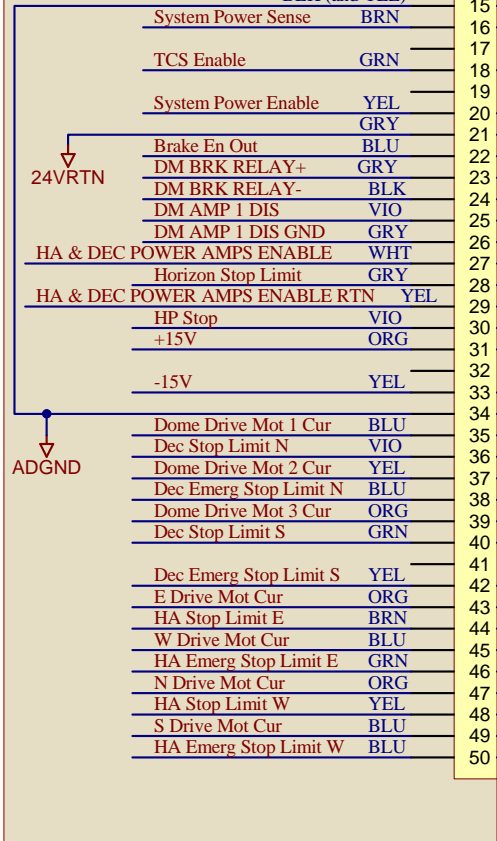 15
System Power Sense BRN 16
17
TCS Enable GRN 18
19
System Power Enable YEL 20
GRY 21
24VRTN
Brake En Out BLU 22
DM BRK RELAY+ GRY 23
DM BRK RELAY- BLK 24
DM AMP 1 DIS VIO 25
DM AMP 1 DIS GND GRY 26
HA & DEC POWER AMPS ENABLE WHT 27
Horizon Stop Limit GRY 28
HA & DEC POWER AMPS ENABLE RTN YEL 29
HP Stop VIO 30
+15V ORG 31
32
-15V YEL 33
34
ADGND
Dome Drive Mot 1 Cur BLU 35
Dec Stop Limit N VIO 36
Dome Drive Mot 2 Cur YEL 37
Dec Emerg Stop Limit N BLU 38
Dome Drive Mot 3 Cur ORG 39
Dec Stop Limit S GRN 40
41
Dec Emerg Stop Limit S YEL 42
E Drive Mot Cur ORG 43
HA Stop Limit E BRN 44
W Drive Mot Cur BLU 45
HA Emerg Stop Limit E GRN 46
N Drive Mot Cur ORG 47
HA Stop Limit W YEL 48
S Drive Mot Cur BLU 49
HA Emerg Stop Limit W BLU 50